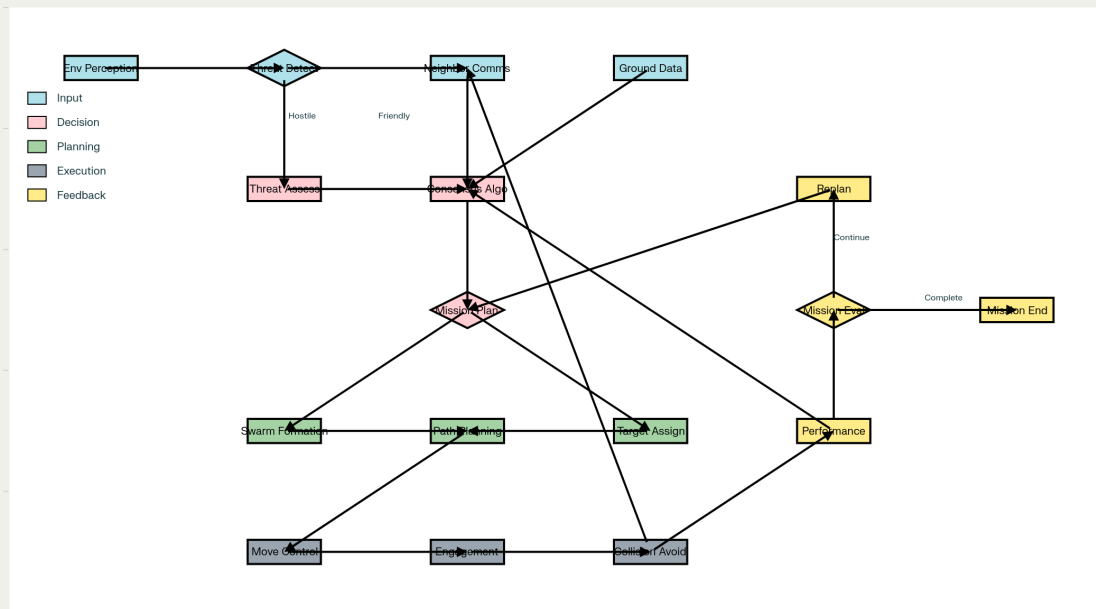 Env Perception
Threat Detect
Neighbor Comms
Ground Data
Input
Decision
Planning
Execution
Feedback
Hostile
Friendly
Threat Assess
Consensus Algo
Replan
Continue
Mission Plan
Mission Eval
Complete
Mission End
Swarm Formation
Path Planning
Target Assign
Performance
Move Control
Engagement
Collision Avoid